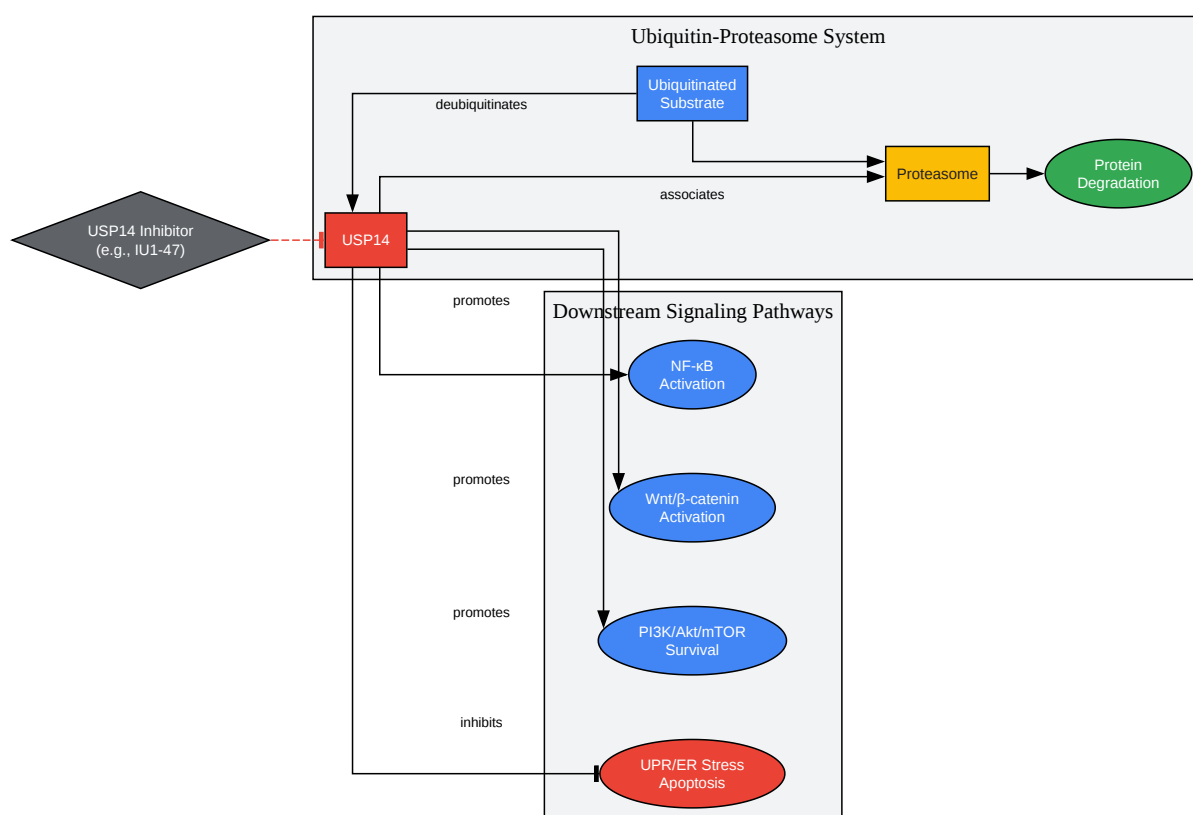 Ubiquitin-Proteasome System
Ubiquitinated
Substrate
deubiquitinates
Proteasome
Protein
Degradation
associates
USP14 Inhibitor
(e.g., IU1-47)
USP14
promotes
Downstream Signaling Pathways
NF-κB
Activation
promotes
Wnt/β-catenin
Activation
promotes
PI3K/Akt/mTOR
Survival
inhibits
UPR/ER Stress
Apoptosis